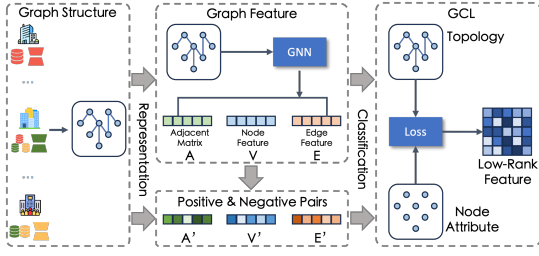 Graph Structure
...
...
Representation
Graph Feature
GNN
Adjacent
Matrix
A
Node
Feature
V
Edge
Feature
E
Positive & Negative Pairs
A'
V'
E'
Classification
GCL
Topology
Loss
Low-Rank
Feature
Node
Attribute